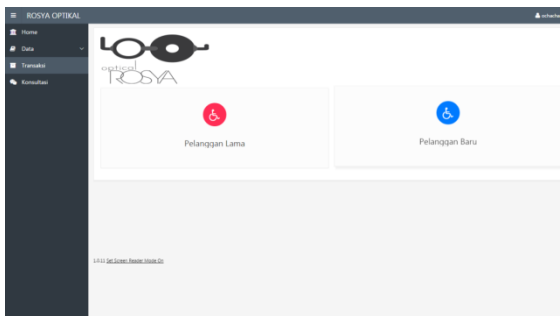 ROSYA OPTIKAL
Home
Data
Transaksi
Konsultasi
optical
ROSYA
Pelanggan Lama
Pelanggan Baru
Set Screen Reader Mode On